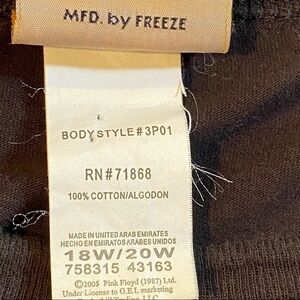 MFD. by FREEZE
BODY STYLE#3P01
RN#71868
100% COTTON/ALGODON
MADE IN UNITED ARAB EMIRATES
HECHO EN EMIRATOS ARABES UNIDOS
18W/20W
758315 43163
©2005 Pink Floyd (1987) Ltd.
Under License to G.E.I. marketing
LLC